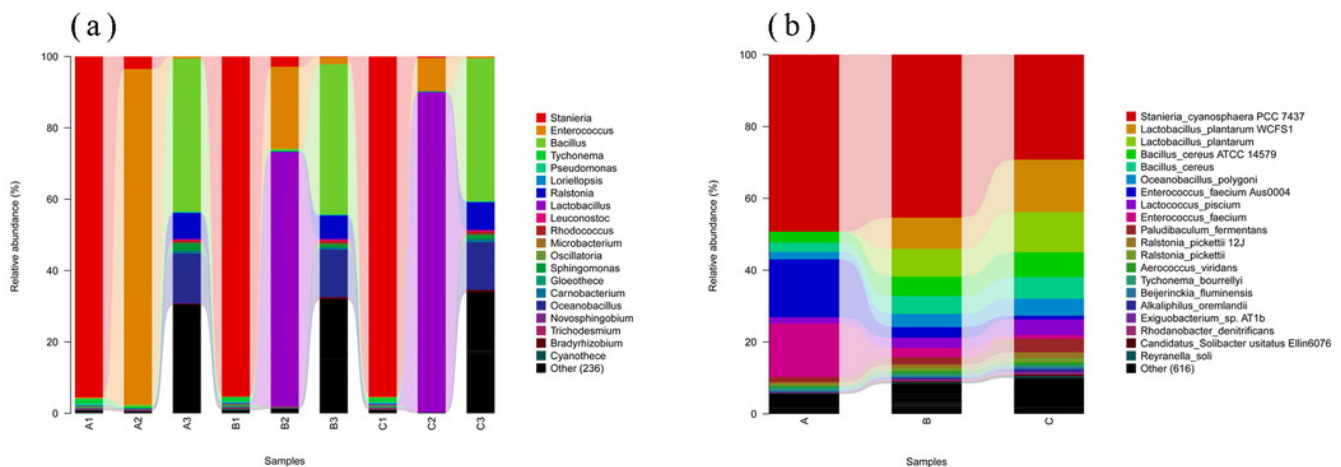 (a)
100
80
60
40
20
0
Relative abundance (%)
A1
A2
A3
B1
B2
B3
C1
C2
C3
Samples
Stanieria
Enterococcus
Bacillus
Tychonema
Pseudomonas
Loriellopsis
Ralstonia
Lactobacillus
Leuconostoc
Rhodococcus
Microbacterium
Oscillatoria
Sphingomonas
Gloeothece
Carnobacterium
Oceanobacillus
Novosphingobium
Trichodesmium
Bradyrhizobium
Cyanothece
Other (236)
(b)
100
80
60
40
20
0
Relative abundance (%)
A
B
C
Samples
Stanieria_cyanosphaera PCC 7437
Lactobacillus_plantarum WCFS1
Lactobacillus_plantarum
Bacillus_cereus ATCC 14579
Bacillus_cereus
Oceanobacillus_polygoni
Enterococcus_faecium Aus0004
Lactococcus_piscium
Enterococcus_faecium
Paludibaculum_fermentans
Ralstonia_pickettii 12J
Ralstonia_pickettii
Aerococcus_viridans
Tychonema_bourrellyi
Beijerinckia_fluminensis
Alkaliphilus_oremlandii
Exiguobacterium_sp. AT1b
Rhodanobacter_denitrificans
Candidatus_Solibacter usitatus Ellin6076
Reyranella_soli
Other (616)